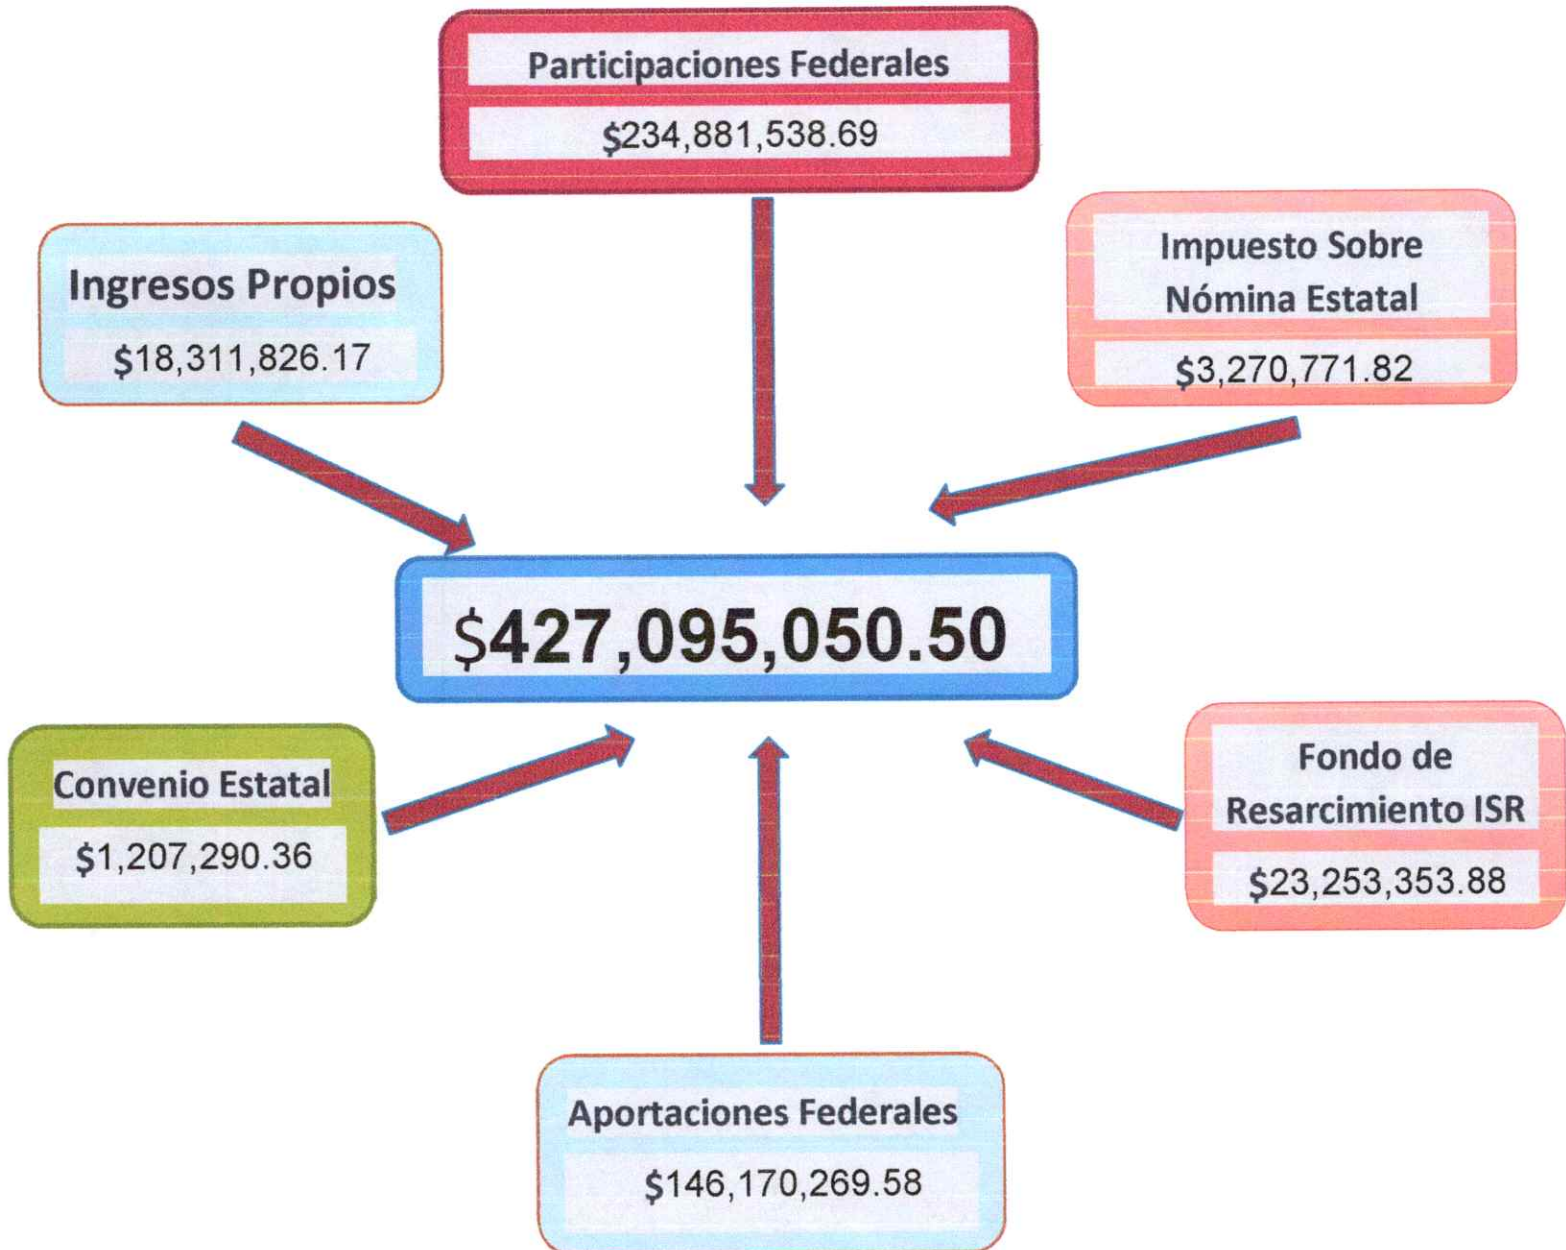 Participaciones Federales
$234,881,538.69
Ingresos Propios
$18,311,826.17
Impuesto Sobre
Nómina Estatal
$3,270,771.82
$427,095,050.50
Convenio Estatal
$1,207,290.36
Fondo de
Resarcimiento ISR
$23,253,353.88
Aportaciones Federales
$146,170,269.58